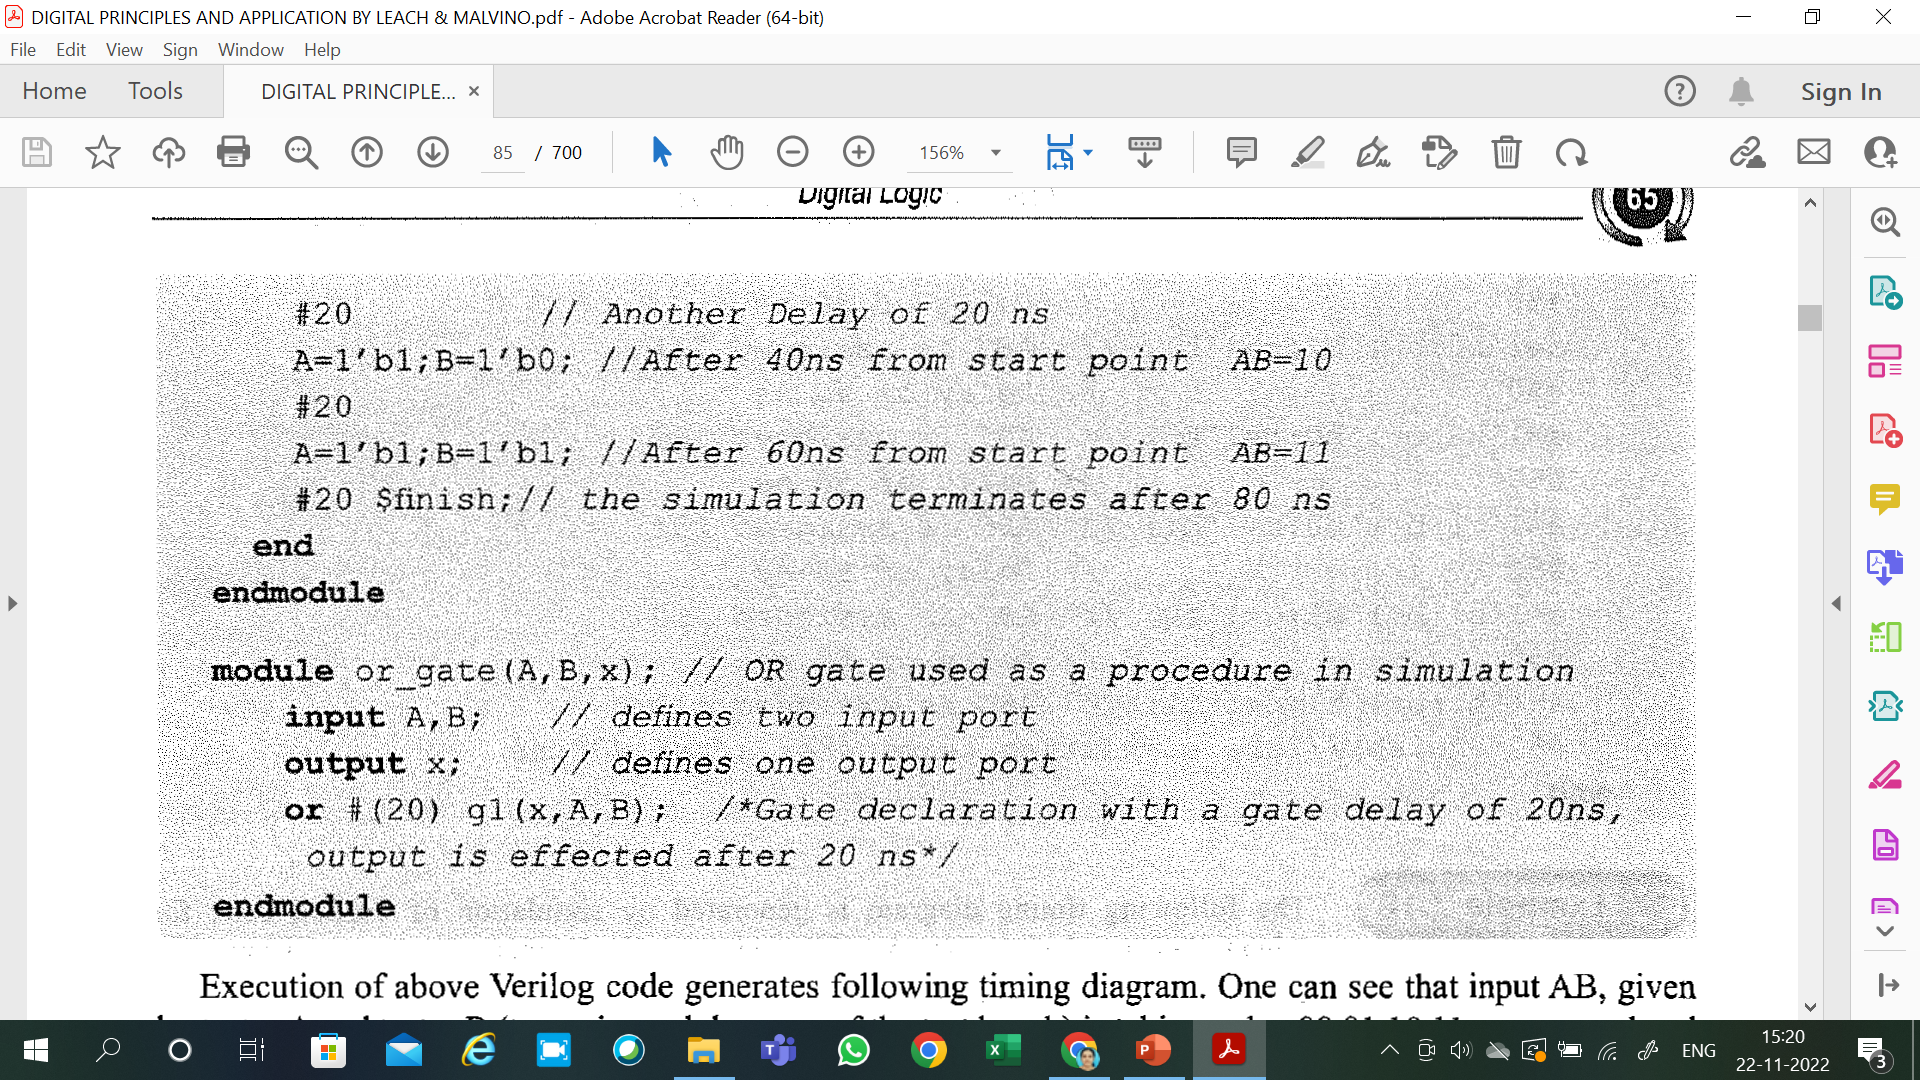 DIGITAL PRINCIPLES AND APPLICATION BY LEACH & MALVINO.pdf - Adobe Acrobat Reader (64-bit)
File Edit View Sign Window Help
Home Tools DIGITAL PRINCIPLE... × Sign In
85 / 700 156%
Digital Logic 65
#20 // Another Delay of 20 ns
A=1'b1;B=1'b0; //After 40ns from start point AB=10
#20
A=1'b1;B=1'b1; //After 60ns from start point AB=11
#20 $finish;// the simulation terminates after 80 ns
end
endmodule
module or_gate(A,B,x); // OR gate used as a procedure in simulation
input A,B; // defines two input port
output x; // defines one output port
or #(20) g1(x,A,B); /*Gate declaration with a gate delay of 20ns,
output is effected after 20 ns*/
endmodule
Execution of above Verilog code generates following timing diagram. One can see that input AB, given
ENG 15:20
22-11-2022 3